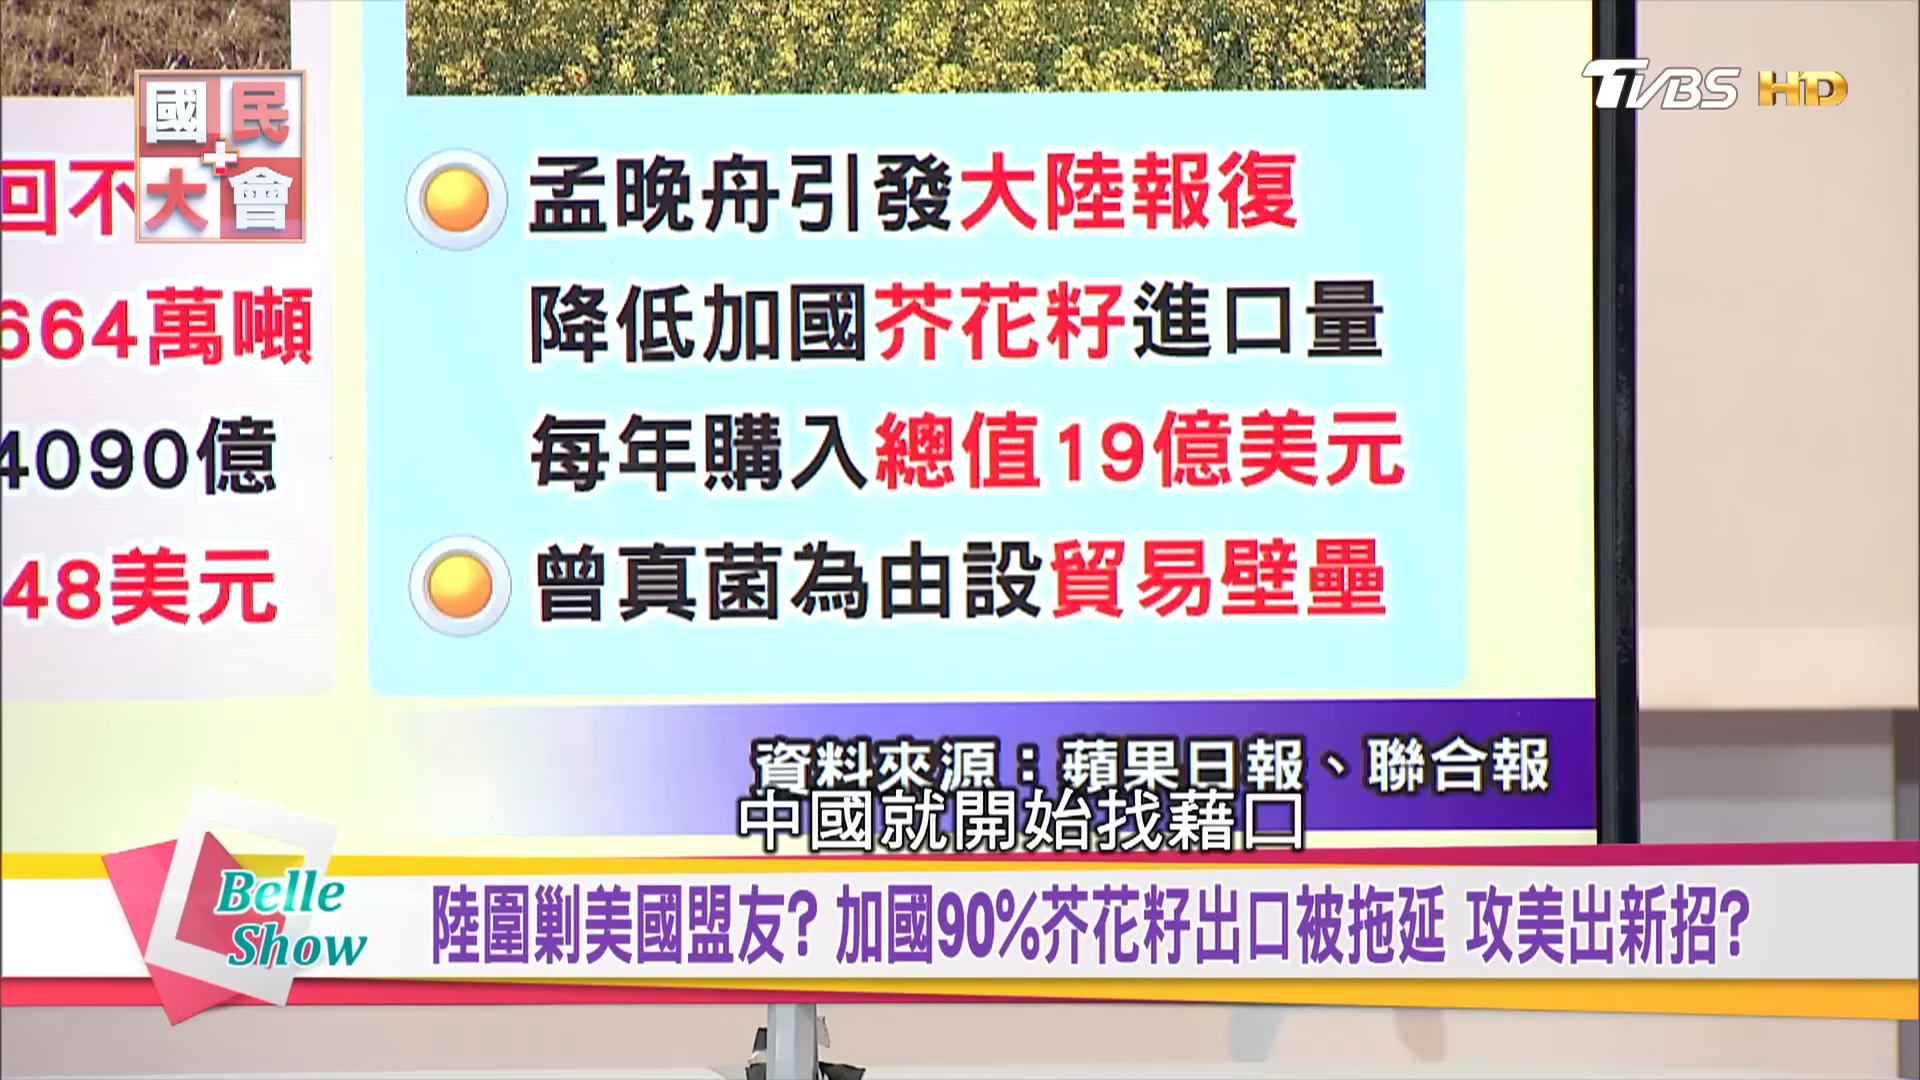 國民
大會
TVBS HD
回不
664萬噸
4090億
48美元
孟晚舟引發大陸報復
降低加國芥花籽進口量
每年購入總值19億美元
曾真菌為由設貿易壁壘
資料來源：蘋果日報、聯合報
中國就開始找藉口
Belle
Show
陸圍剿美國盟友? 加國90%芥花籽出口被拖延 攻美出新招?